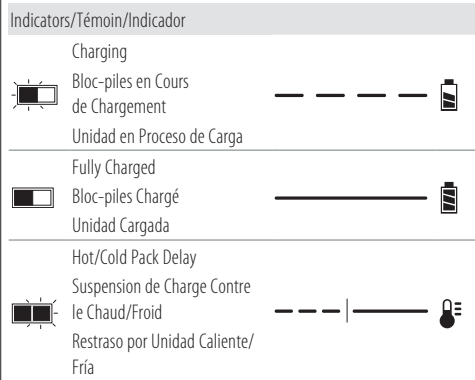 Indicators/Témoin/Indicador
Charging
Bloc-piles en Cours
de Chargement
Unidad en Proceso de Carga
Fully Charged
Bloc-piles Chargé
Unidad Cargada
Hot/Cold Pack Delay
Suspension de Charge Contre
le Chaud/Froid
Restraso por Unidad Caliente/
Fría